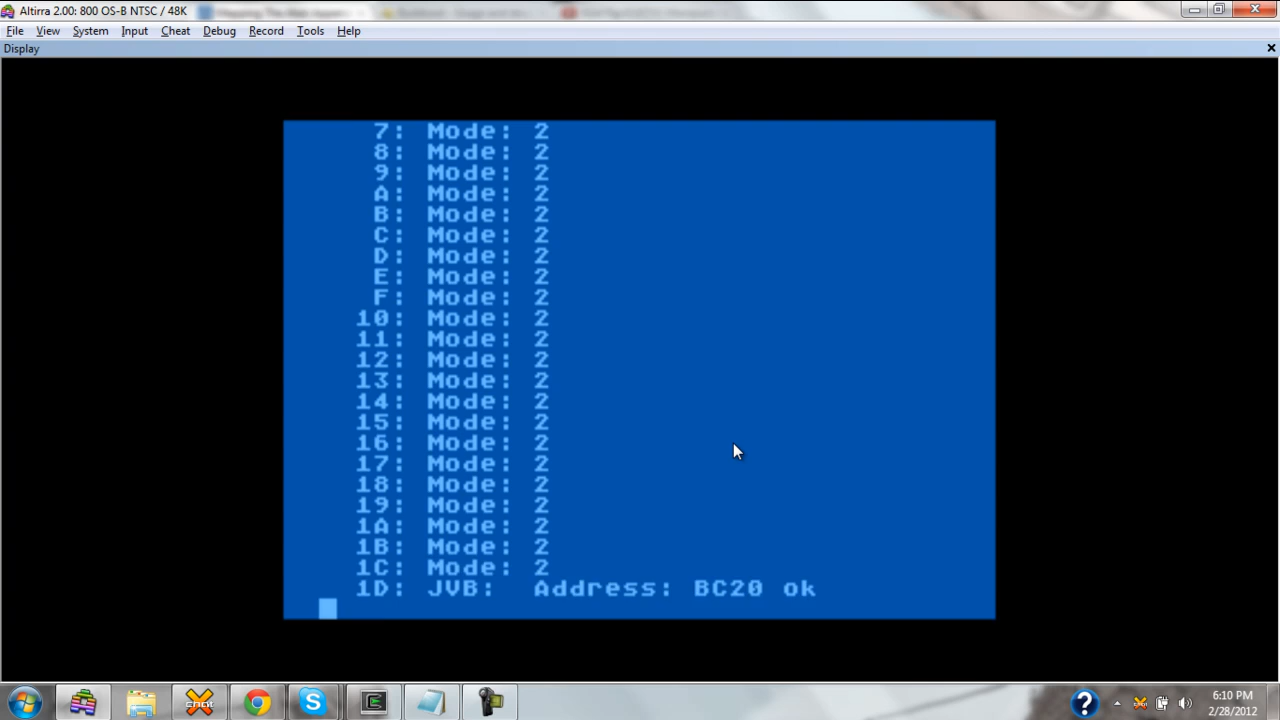 Altirra 2.00: 800 OS-B NTSC / 48K
File View System Input Cheat Debug Record Tools Help
Display
7: Mode: 2
8: Mode: 2
9: Mode: 2
A: Mode: 2
B: Mode: 2
C: Mode: 2
D: Mode: 2
E: Mode: 2
F: Mode: 2
10: Mode: 2
11: Mode: 2
12: Mode: 2
13: Mode: 2
14: Mode: 2
15: Mode: 2
16: Mode: 2
17: Mode: 2
18: Mode: 2
19: Mode: 2
1A: Mode: 2
1B: Mode: 2
1C: Mode: 2
1D: JVB: Address: BC20 ok
6:10 PM
2/28/2012